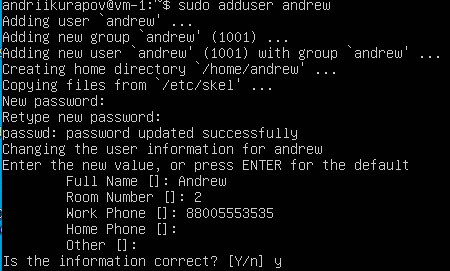 andriikurapov@vm-1:~$ sudo adduser andrew
Adding user `andrew' ...
Adding new group `andrew' (1001) ...
Adding new user `andrew' (1001) with group `andrew' ...
Creating home directory `/home/andrew' ...
Copying files from `/etc/skel' ...
New password:
Retype new password:
passwd: password updated successfully
Changing the user information for andrew
Enter the new value, or press ENTER for the default
Full Name []: Andrew
Room Number []: 2
Work Phone []: 88005553535
Home Phone []:
Other []:
Is the information correct? [Y/n] y